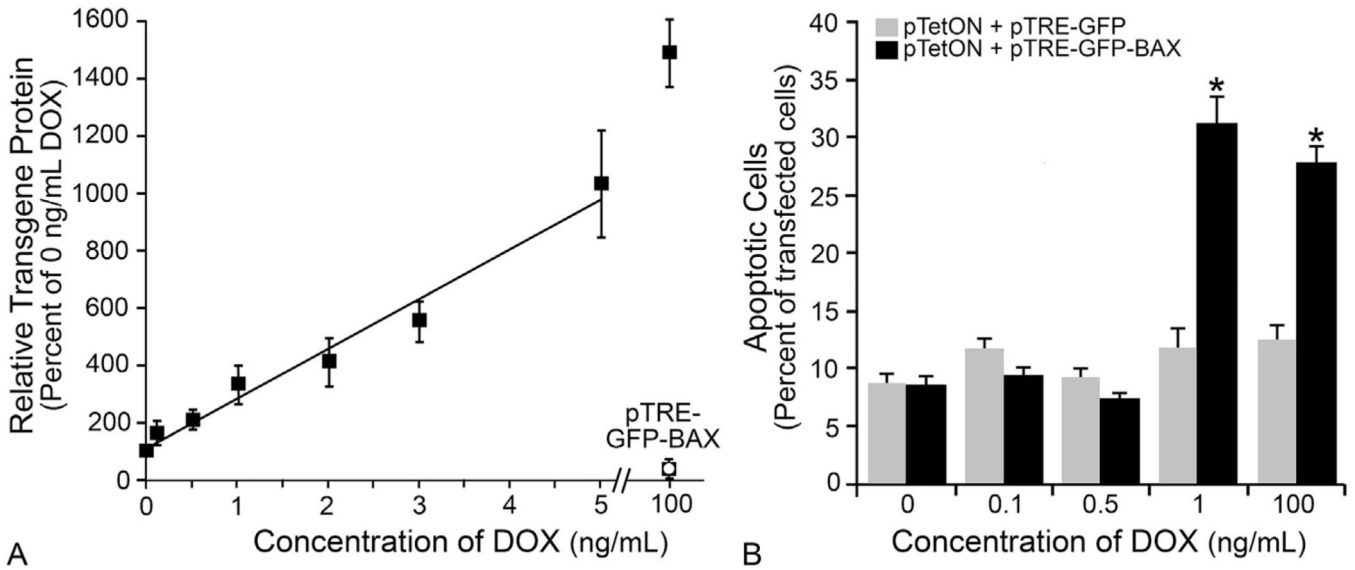 Relative Transgene Protein
(Percent of 0 ng/mL DOX)
1600
1400
1200
1000
800
600
400
200
0
pTRE-
GFP-BAX
0 1 2 3 4 5 100
Concentration of DOX (ng/mL)
A
pTetON + pTRE-GFP
pTetON + pTRE-GFP-BAX
Apoptotic Cells
(Percent of transfected cells)
40
35
30
25
20
15
10
5
0
* *
0 0.1 0.5 1 100
Concentration of DOX (ng/mL)
B